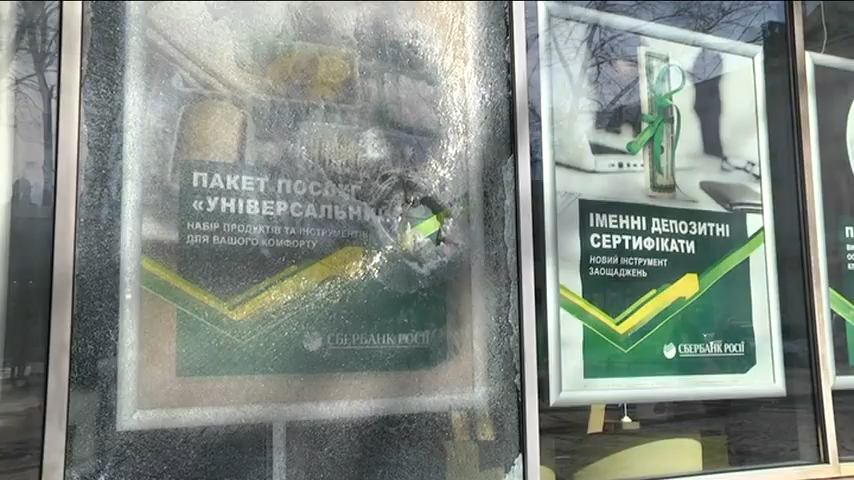 ПАКЕТ ПОСЛУГ
«УНІВЕРСАЛЬНИЙ
НАБІР ПРОДУКТІВ ТА ІНСТРУМЕНТІВ
ДЛЯ ВАШОГО КОМФОРТУ
СБЕРБАНК РОСІЇ
ІМЕННІ ДЕПОЗИТНІ
СЕРТИФІКАТИ
НОВИЙ ІНСТРУМЕНТ
ЗАОЩАДЖЕНЬ
СБЕРБАНК РОСІЇ